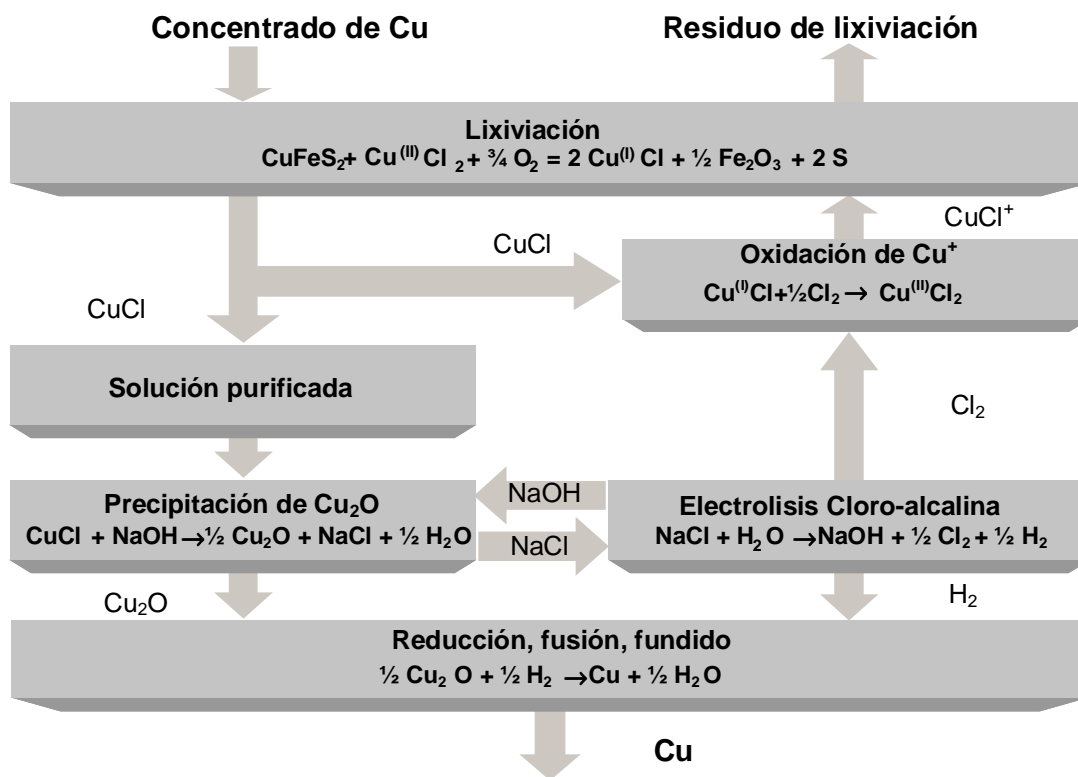 Concentrado de Cu
Residuo de lixiviación
Lixiviación
CuFeS₂+ Cu⁽ᴵᴵ⁾Cl ₂+ ¾ O₂ = 2 Cu⁽ᴵ⁾Cl + ½ Fe₂O₃ + 2 S
CuCl⁺
CuCl
Oxidación de Cu⁺
Cu⁽ᴵ⁾Cl+½Cl₂→ Cu⁽ᴵᴵ⁾Cl₂
CuCl
Solución purificada
Cl₂
Precipitación de Cu₂O
CuCl + NaOH→½ Cu₂O + NaCl + ½ H₂O
NaOH
NaCl
Electrolisis Cloro-alcalina
NaCl + H₂O →NaOH + ½ Cl₂+ ½ H₂
Cu₂O
H₂
Reducción, fusión, fundido
½ Cu₂ O + ½ H₂ →Cu + ½ H₂O
Cu